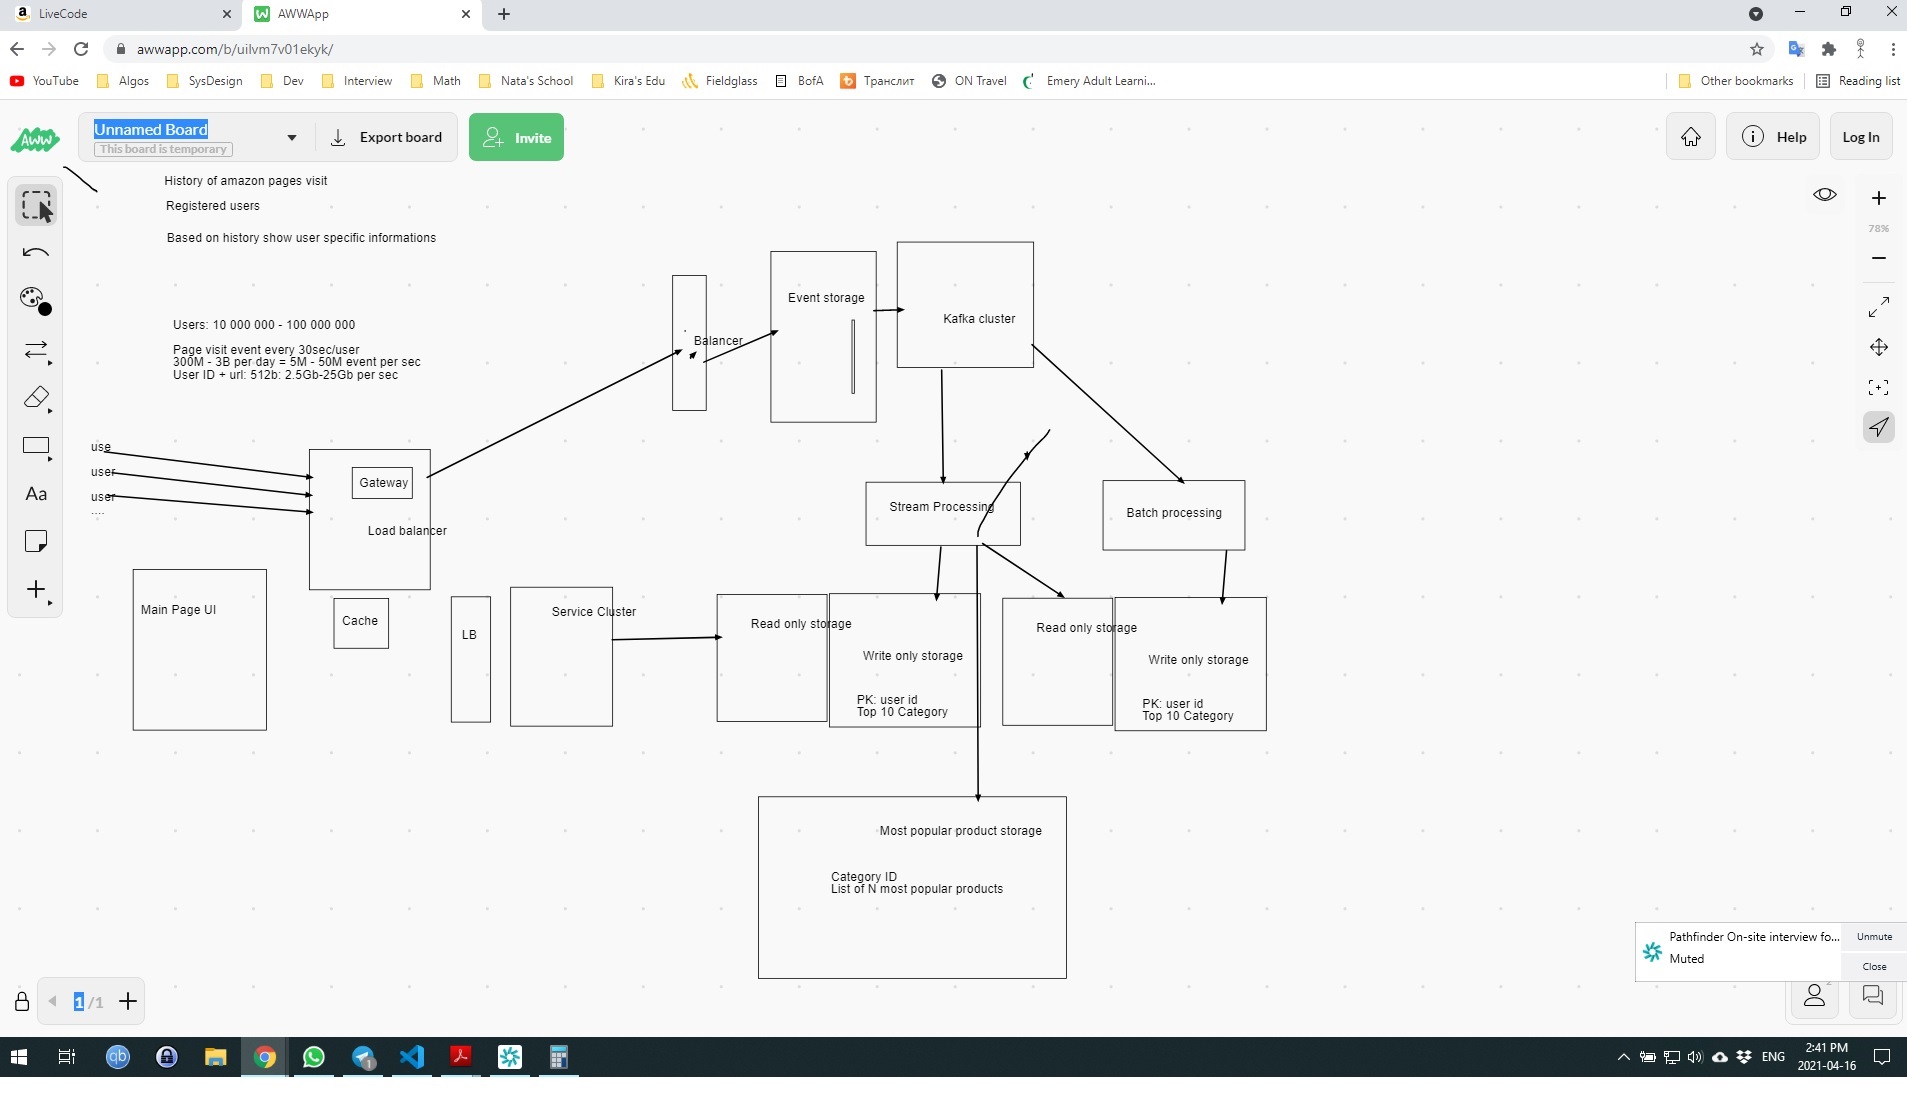 LiveCode
AWWApp
awwapp.com/b/uilvm7v01ekyk/
YouTube
Algos
SysDesign
Dev
Interview
Math
Nata's School
Kira's Edu
Fieldglass
BofA
Транслит
ON Travel
Emery Adult Learni...
Other bookmarks
Reading list
AWW
Unnamed Board
This board is temporary
Export board
Invite
Help
Log In
78%
History of amazon pages visit
Registered users
Based on history show user specific informations
Users: 10 000 000 - 100 000 000
Page visit event every 30sec/user
300M - 3B per day = 5M - 50M event per sec
User ID + url: 512b: 2.5Gb-25Gb per sec
Balancer
Event storage
Kafka cluster
use
user
user
....
Gateway
Load balancer
Stream Processing
Batch processing
Main Page UI
Cache
LB
Service Cluster
Read only storage
Write only storage
PK: user id
Top 10 Category
Read only storage
Write only storage
PK: user id
Top 10 Category
Most popular product storage
Category ID
List of N most popular products
Aa
Pathfinder On-site interview fo...
Muted
Unmute
Close
2
1 /1
qb
1
ENG
2:41 PM
2021-04-16